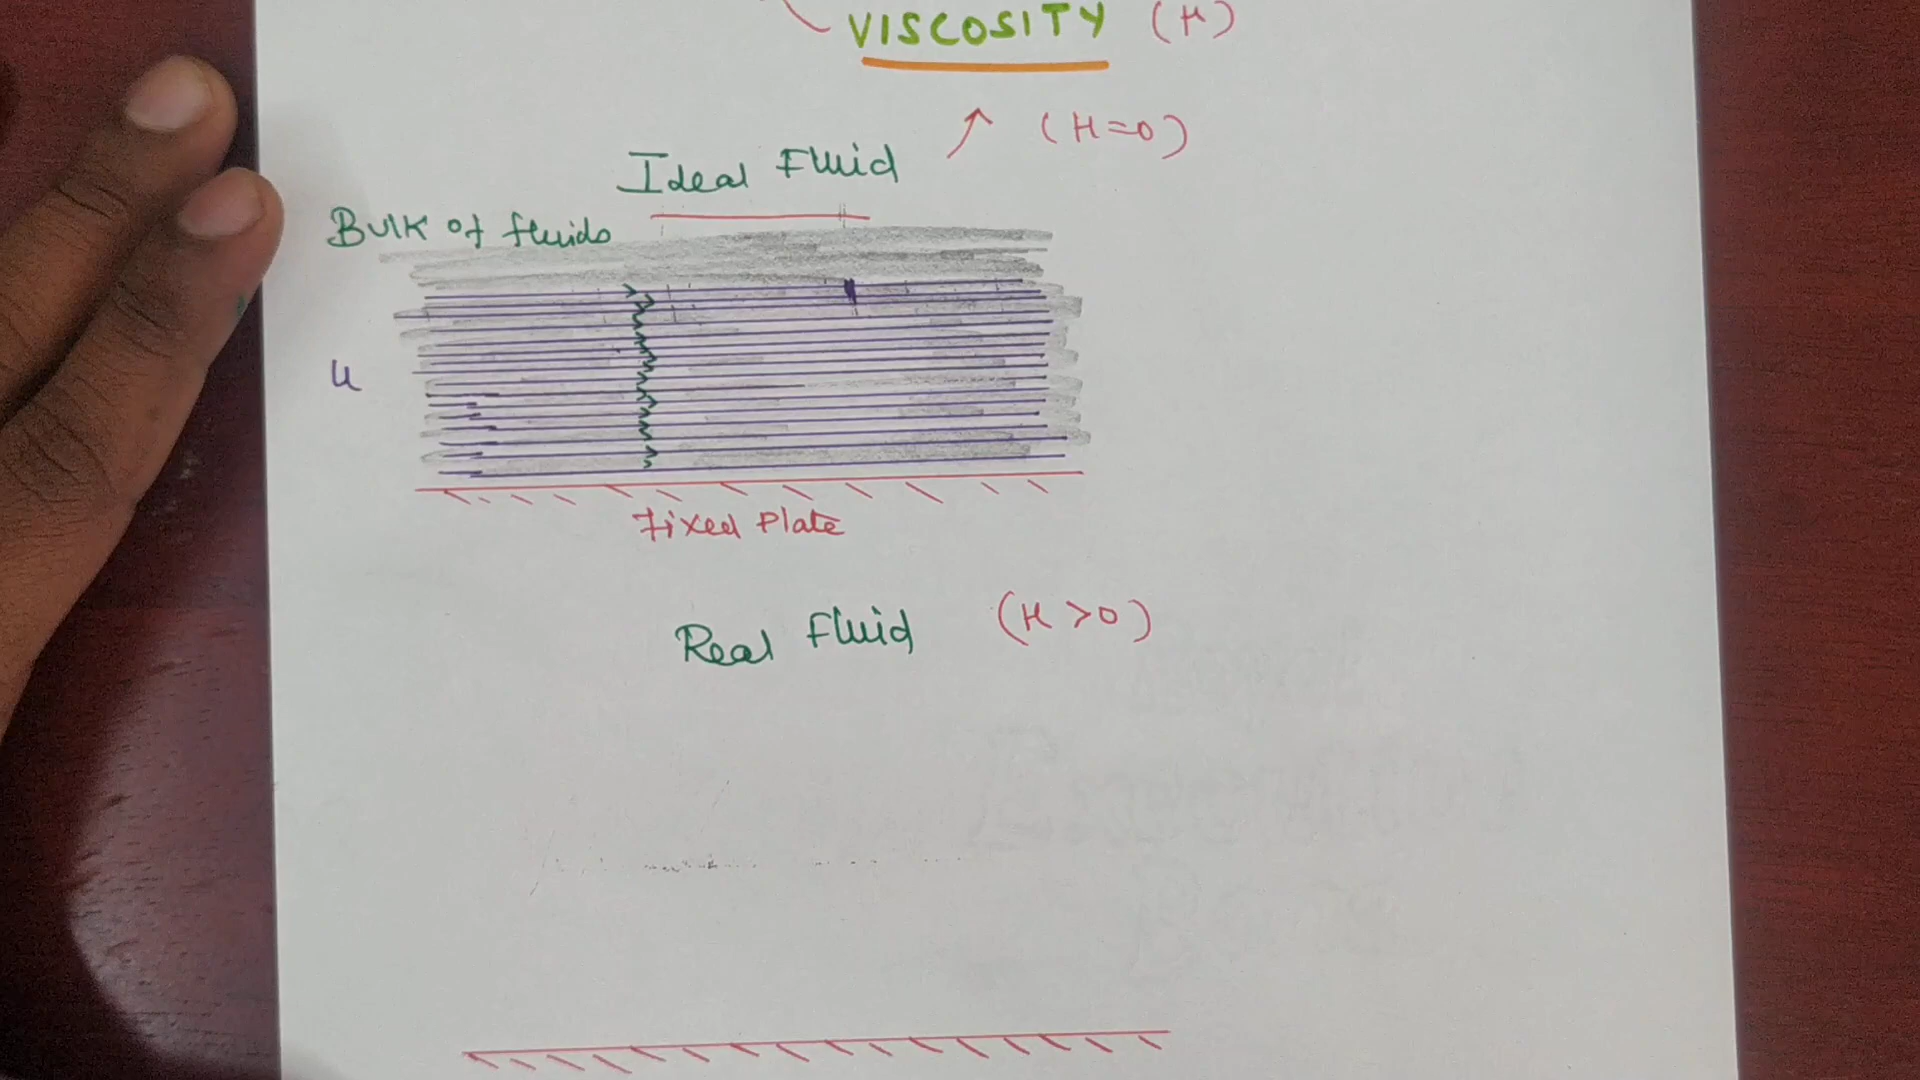 VISCOSITY (μ)
(μ=0)
Ideal Fluid
Bulk of fluids
u
Fixed Plate
Real Fluid (μ>0)